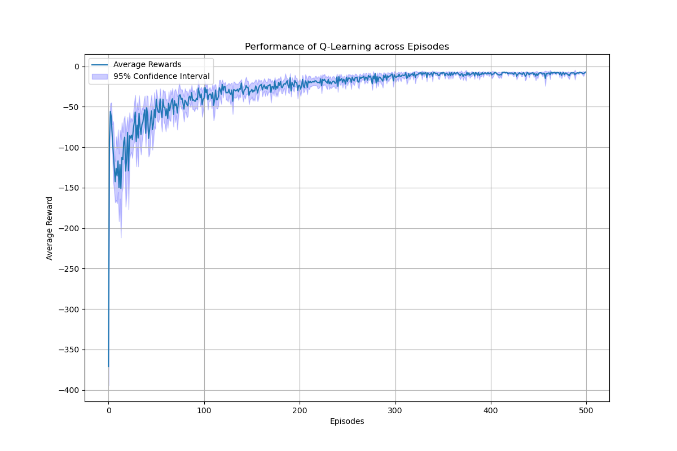 Performance of Q-Learning across Episodes
Average Rewards
95% Confidence Interval
0
−50
−100
−150
−200
−250
−300
−350
−400
Average Reward
0 100 200 300 400 500
Episodes